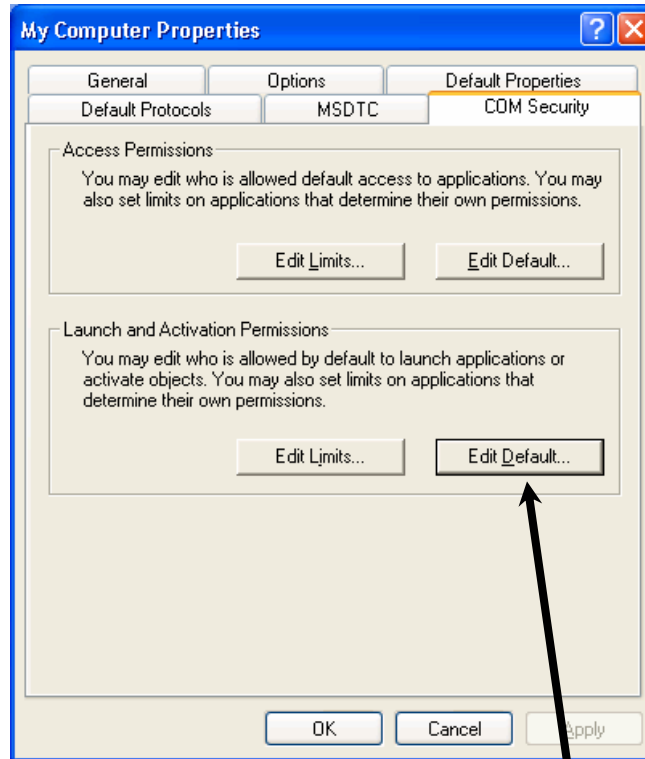 My Computer Properties
General Options Default Properties
Default Protocols MSDTC COM Security
Access Permissions
You may edit who is allowed default access to applications. You may
also set limits on applications that determine their own permissions.
Edit Limits... Edit Default...
Launch and Activation Permissions
You may edit who is allowed by default to launch applications or
activate objects. You may also set limits on applications that
determine their own permissions.
Edit Limits... Edit Default...
OK Cancel Apply